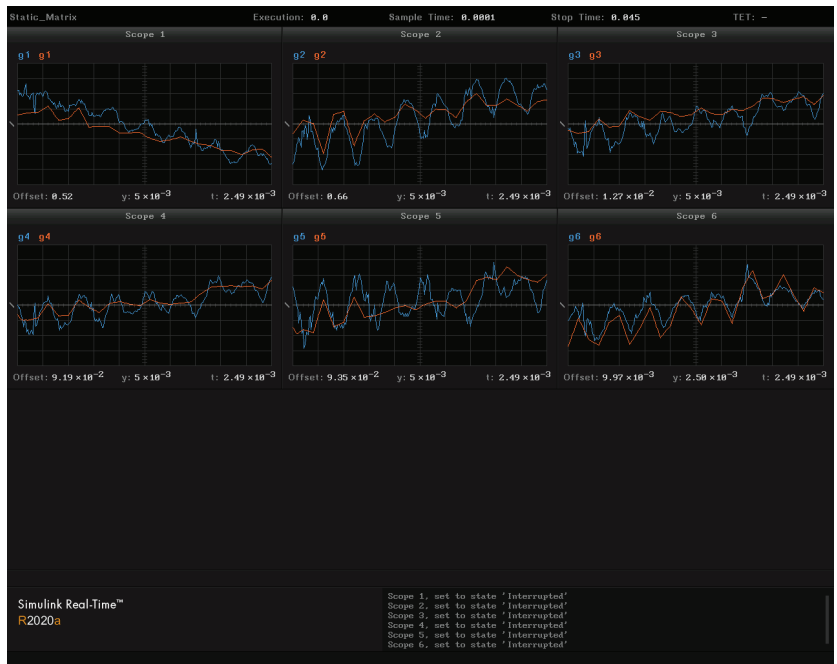 Static_Matrix Execution: 0.0 Sample Time: 0.0001 Stop Time: 0.045 TET: –
Scope 1 Scope 2 Scope 3
g1 g1 g2 g2 g3 g3
Offset: 0.52 y: 5×10⁻³ t: 2.49×10⁻³ Offset: 0.66 y: 5×10⁻³ t: 2.49×10⁻³ Offset: 1.27×10⁻² y: 5×10⁻³ t: 2.49×10⁻³
Scope 4 Scope 5 Scope 6
g4 g4 g5 g5 g6 g6
Offset: 9.19×10⁻² y: 5×10⁻³ t: 2.49×10⁻³ Offset: 9.35×10⁻² y: 5×10⁻³ t: 2.49×10⁻³ Offset: 9.97×10⁻³ y: 2.50×10⁻³ t: 2.49×10⁻³
Simulink Real-Time™
R2020a
Scope 1, set to state 'Interrupted'
Scope 2, set to state 'Interrupted'
Scope 3, set to state 'Interrupted'
Scope 4, set to state 'Interrupted'
Scope 5, set to state 'Interrupted'
Scope 6, set to state 'Interrupted'